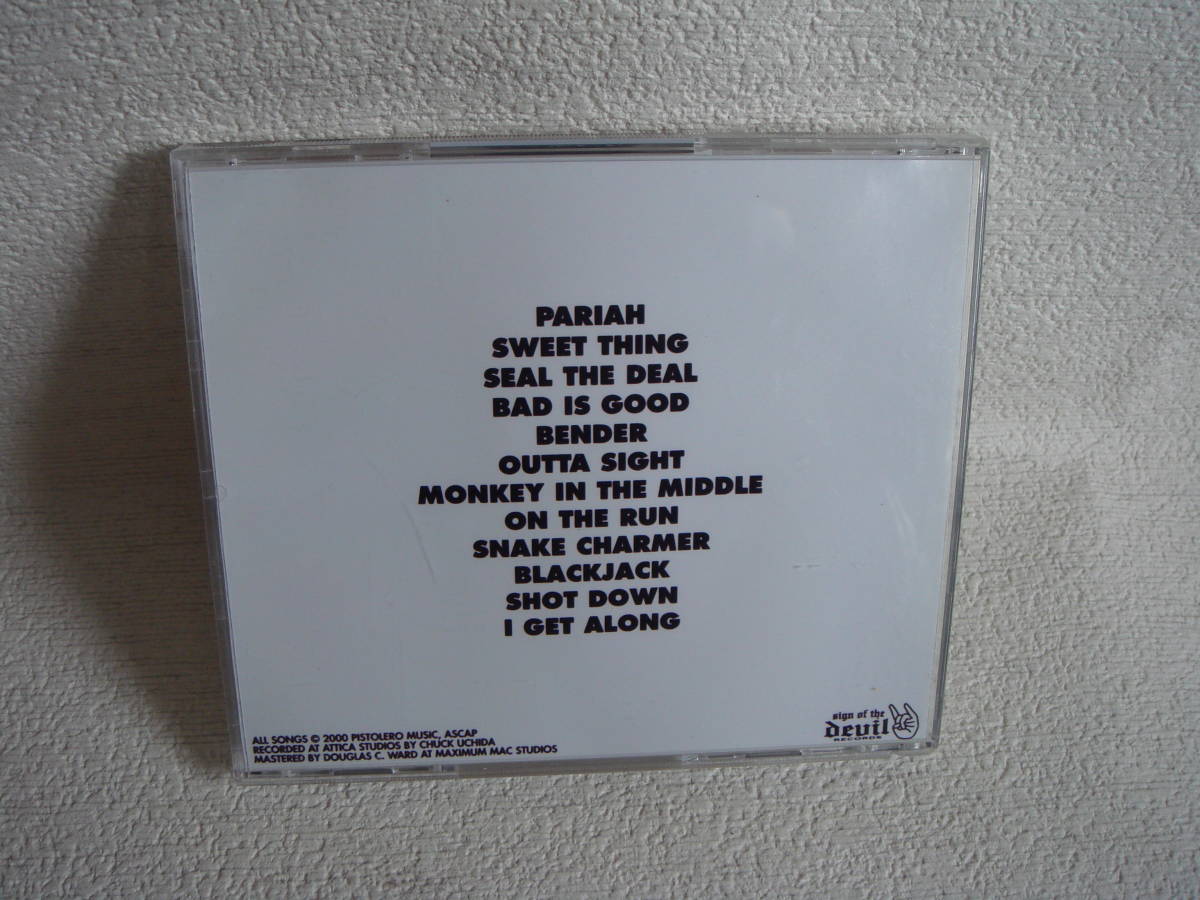 PARIAH
SWEET THING
SEAL THE DEAL
BAD IS GOOD
BENDER
OUTTA SIGHT
MONKEY IN THE MIDDLE
ON THE RUN
SNAKE CHARMER
BLACKJACK
SHOT DOWN
I GET ALONG
ALL SONGS © 2000 PISTOLERO MUSIC, ASCAP
RECORDED AT ATTICA STUDIOS BY CHUCK UCHIDA
MASTERED BY DOUGLAS C. WARD AT MAXIMUM MAC STUDIOS
sign of the
devil
RECORDS